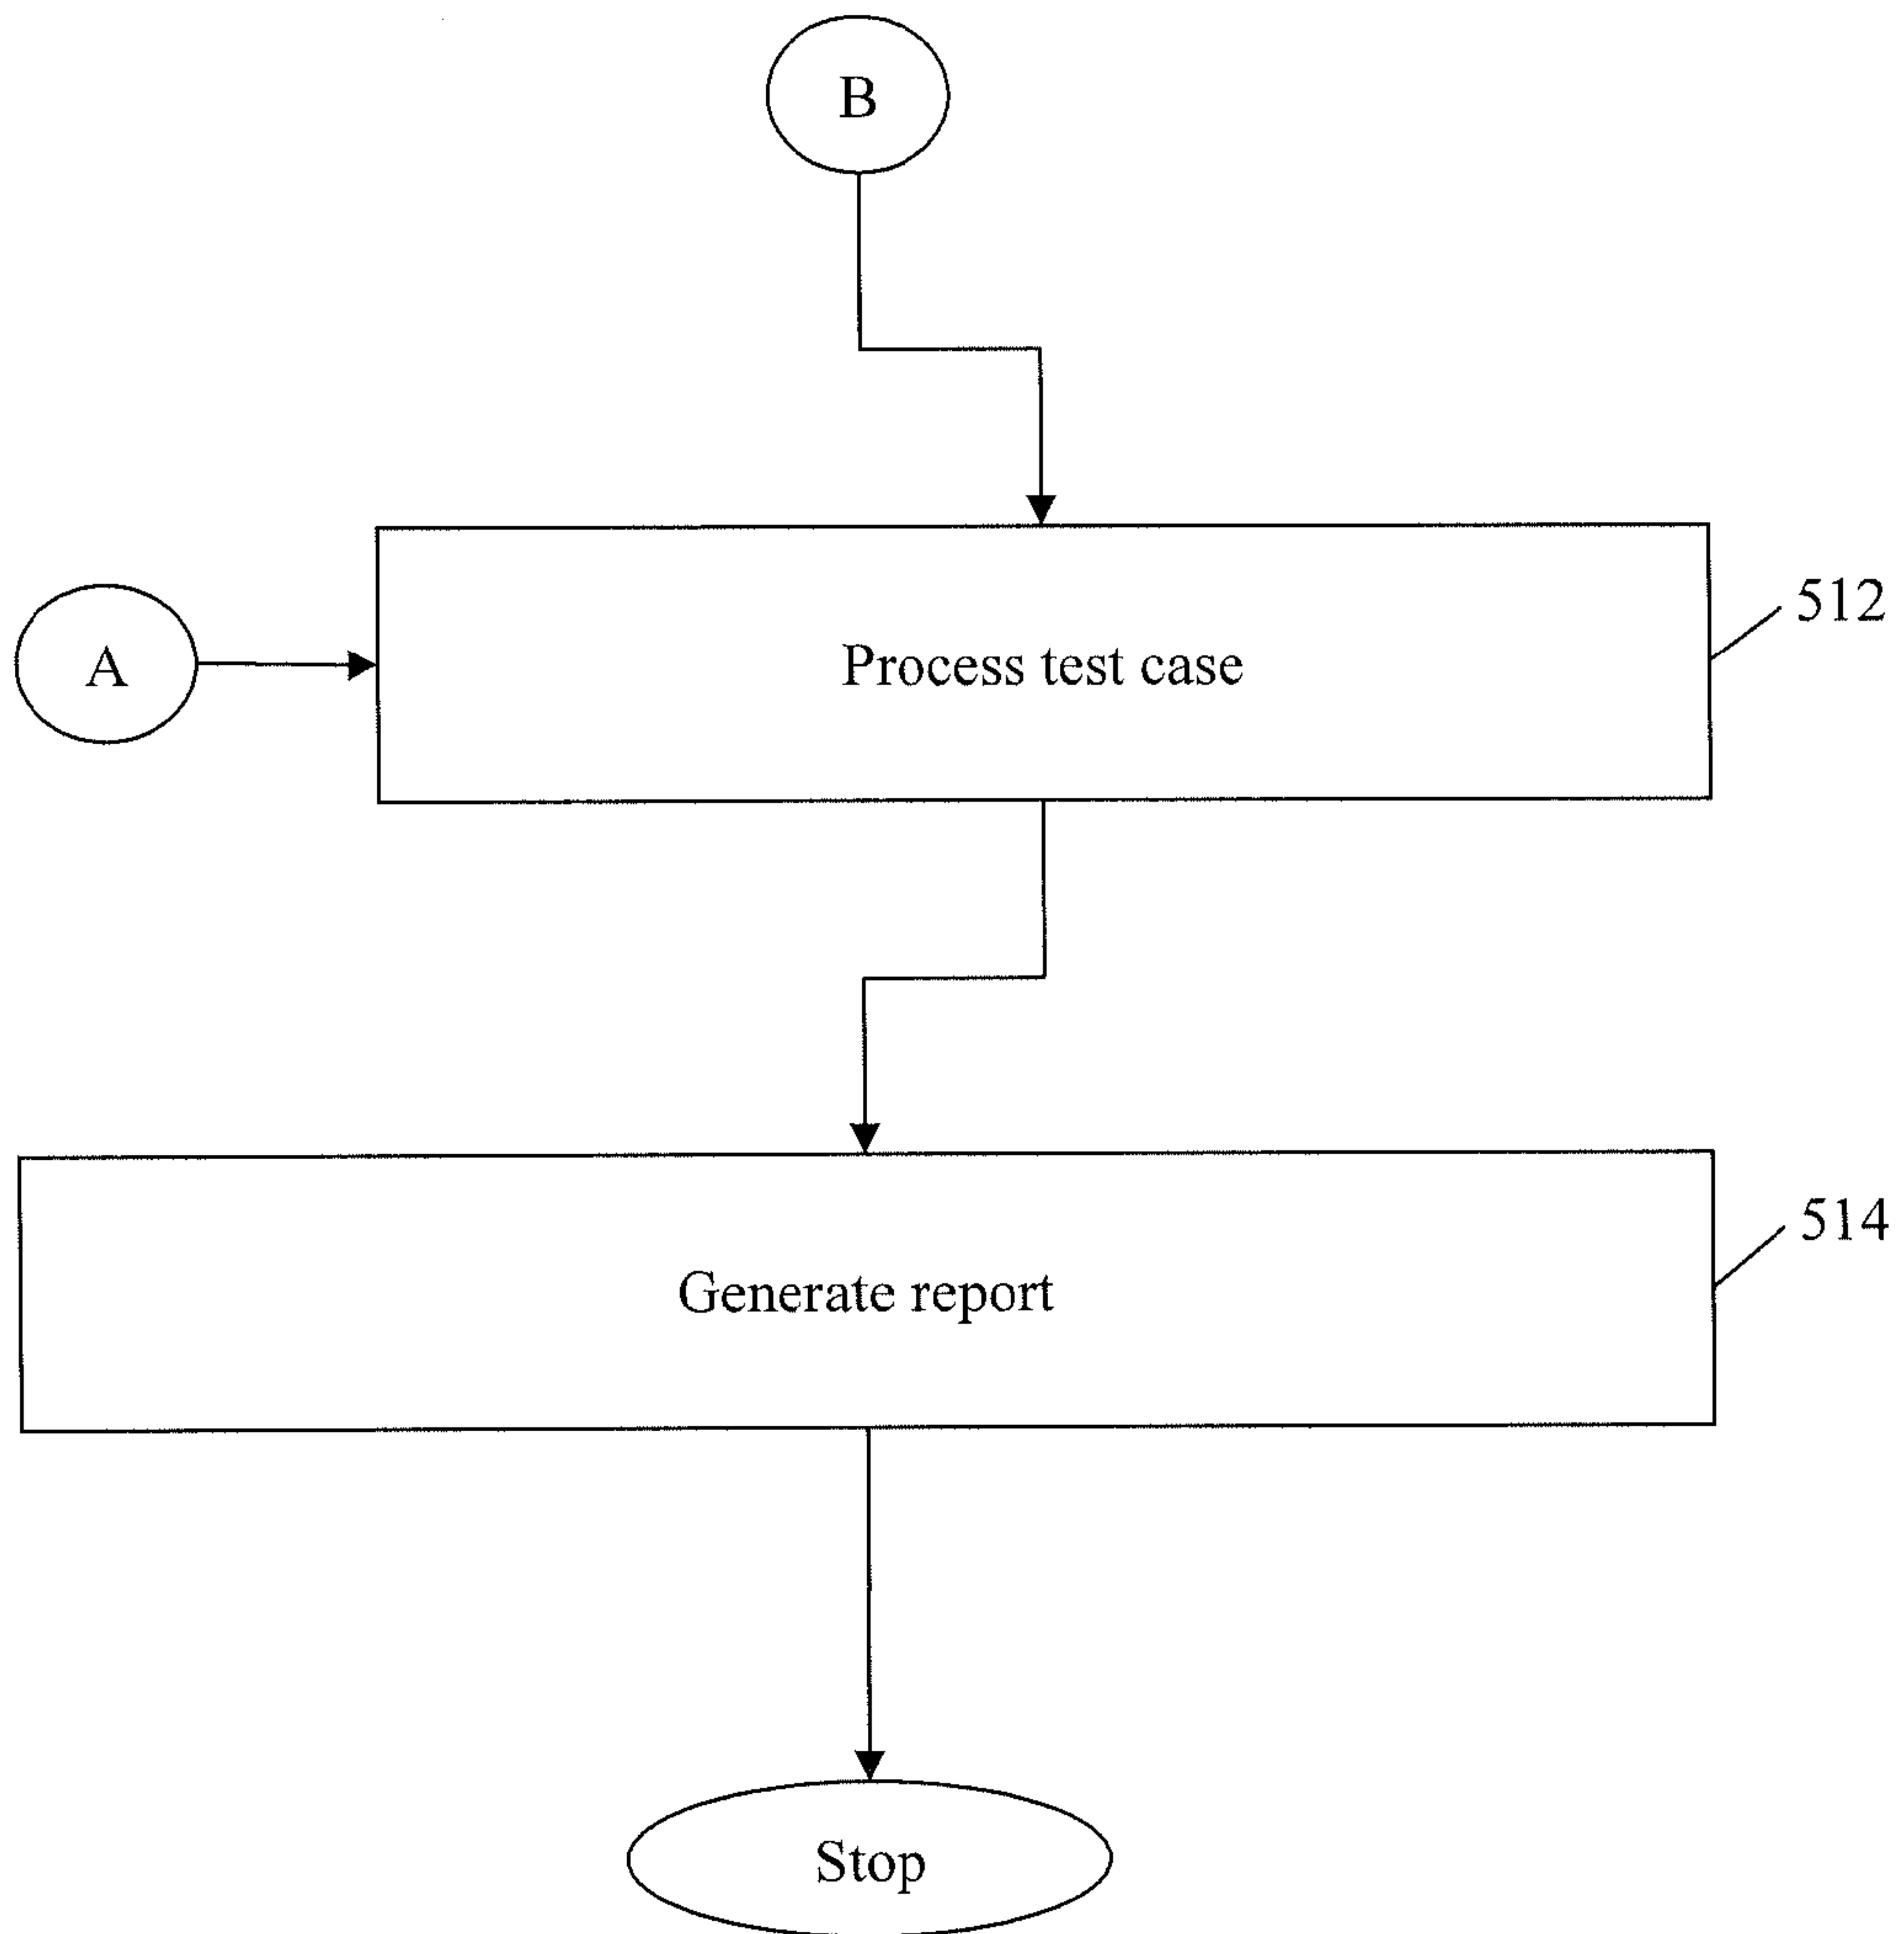 B
512
A
Process test case
514
Generate report
Stop